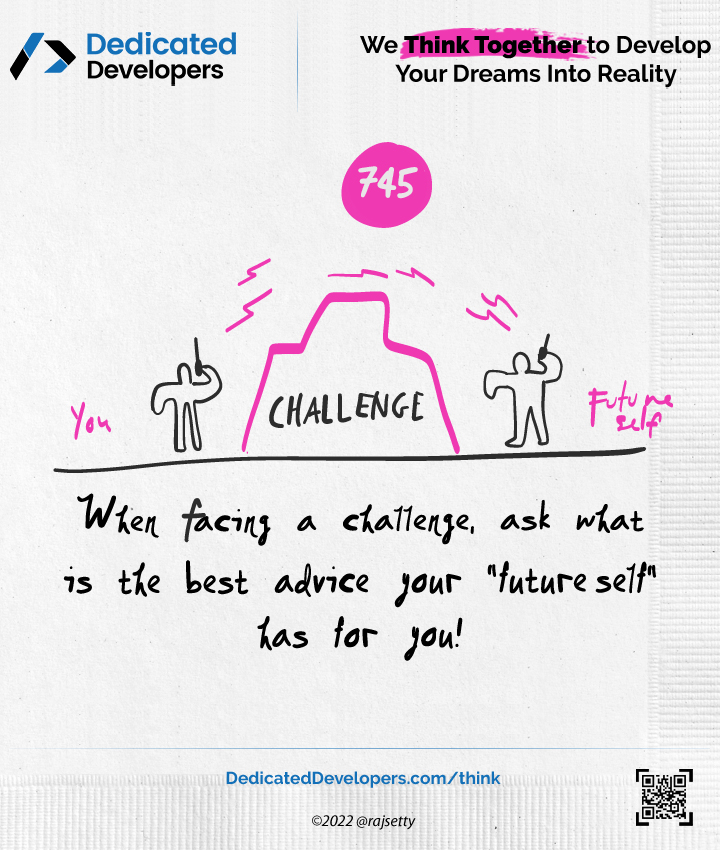 Dedicated
Developers
We Think Together to Develop
Your Dreams Into Reality
745
CHALLENGE
You
Future
self
When facing a challenge, ask what
is the best advice your "future self"
has for you!
DedicatedDevelopers.com/think
©2022 @rajsetty